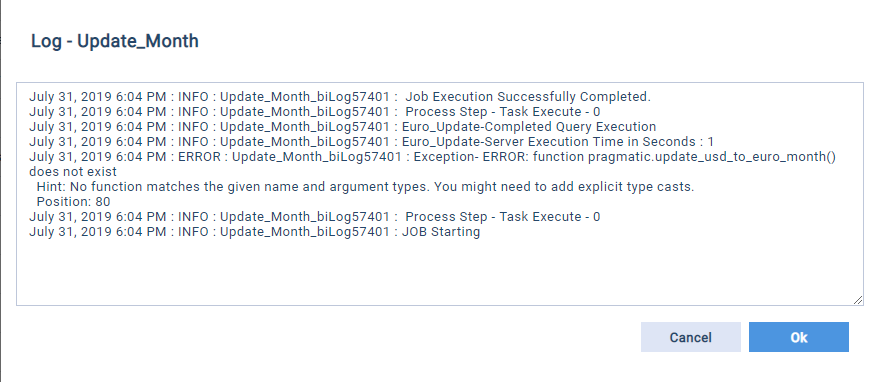 Log - Update_Month
July 31, 2019 6:04 PM : INFO : Update_Month_biLog57401 :  Job Execution Successfully Completed.
July 31, 2019 6:04 PM : INFO : Update_Month_biLog57401 :  Process Step - Task Execute - 0
July 31, 2019 6:04 PM : INFO : Update_Month_biLog57401 : Euro_Update-Completed Query Execution
July 31, 2019 6:04 PM : INFO : Update_Month_biLog57401 : Euro_Update-Server Execution Time in Seconds : 1
July 31, 2019 6:04 PM : ERROR : Update_Month_biLog57401 : Exception- ERROR: function pragmatic.update_usd_to_euro_month()
does not exist
  Hint: No function matches the given name and argument types. You might need to add explicit type casts.
  Position: 80
July 31, 2019 6:04 PM : INFO : Update_Month_biLog57401 :  Process Step - Task Execute - 0
July 31, 2019 6:04 PM : INFO : Update_Month_biLog57401 : JOB Starting
Cancel
Ok